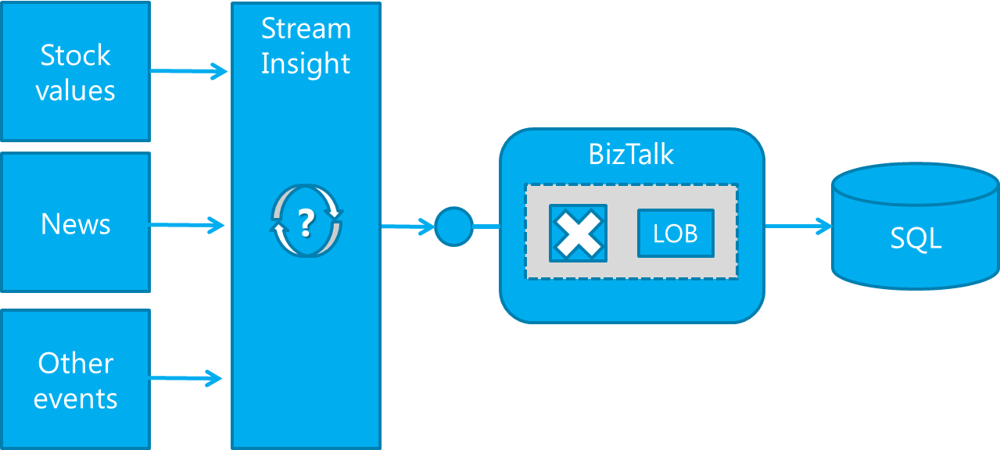 Stock
values
News
Other
events
Stream
Insight
?
BizTalk
LOB
SQL